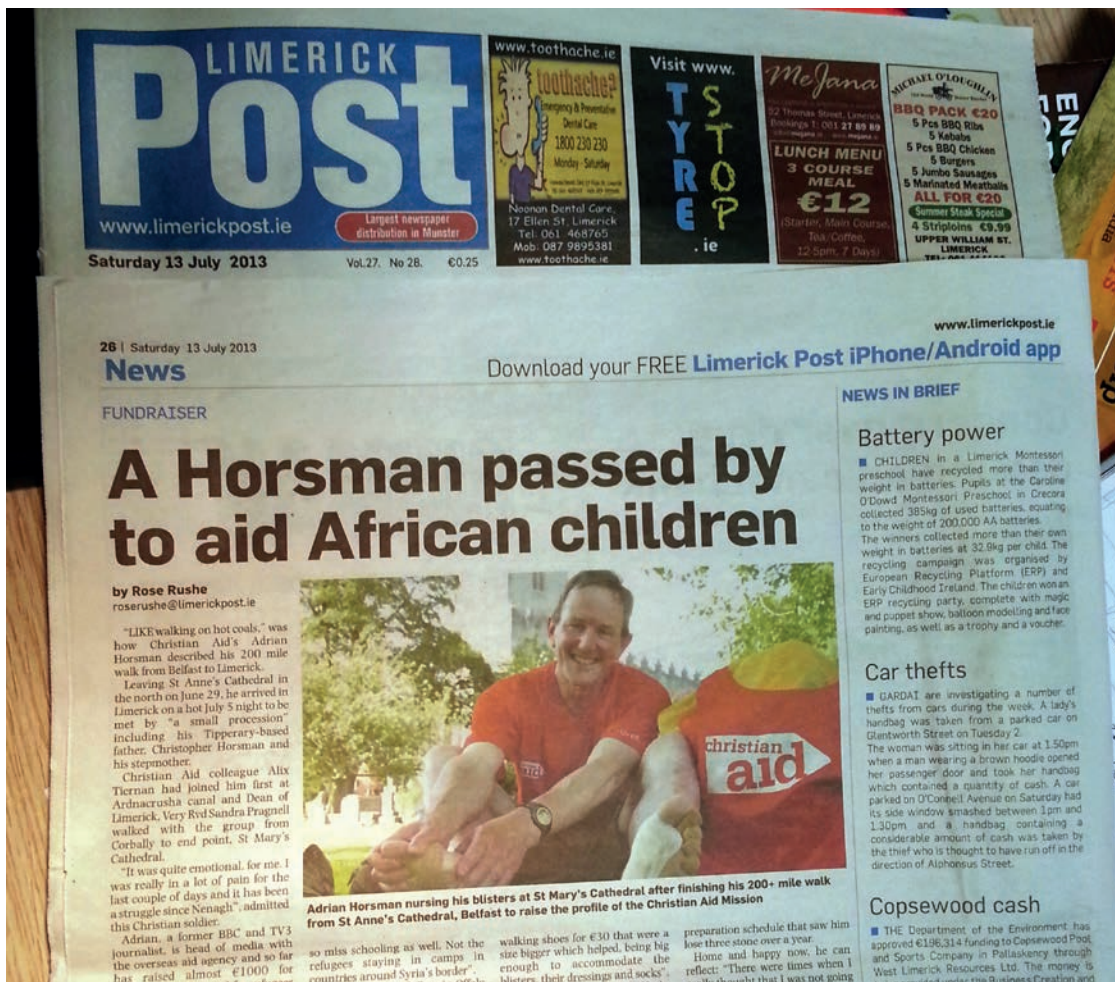 LIMERICK
Post
www.limerickpost.ie
Largest newspaper
distribution in Munster
Saturday 13 July 2013
Vol.27. No 28. €0.25
www.toothache.ie
toothache?
Emergency & Preventative
Dental Care
1800 230 230
Monday - Saturday
Noonan Dental Care,
17 Ellen St, Limerick
Tel: 061 468765
Mob: 087 9895381
www.toothache.ie
Visit www.
TYRE
STOP
.ie
MeJana
52 Thomas Street, Limerick
LUNCH MENU
3 COURSE
MEAL
€12
(Starter, Main Course,
Tea/Coffee,
12-5pm, 7 Days)
MICHAEL O'LOUGHLIN
BBQ PACK €20
5 Pcs BBQ Ribs
5 Kebabs
5 Pcs BBQ Chicken
5 Burgers
5 Jumbo Sausages
5 Marinated Meatballs
ALL FOR €20
Summer Steak Special
4 Striploins €9.99
UPPER WILLIAM ST.
LIMERICK
www.limerickpost.ie
26 | Saturday 13 July 2013
News
Download your FREE Limerick Post iPhone/Android app
FUNDRAISER
A Horsman passed by
to aid African children
by Rose Rushe
roserushe@limerickpost.ie
"LIKE walking on hot coals," was
how Christian Aid's Adrian
Horsman described his 200 mile
walk from Belfast to Limerick.
Leaving St Anne's Cathedral in
the north on June 29, he arrived in
Limerick on a hot July 5 night to be
met by "a small procession"
including his Tipperary-based
father, Christopher Horsman and
his stepmother.
Christian Aid colleague Alix
Tiernan had joined him first at
Ardnacrusha canal and Dean of
Limerick, Very Rvd Sandra Pragnell
walked with the group from
Corbally to end point, St Mary's
Cathedral.
"It was quite emotional, for me. I
was really in a lot of pain for the
last couple of days and it has been
a struggle since Nenagh", admitted
this Christian soldier.
Adrian, a former BBC and TV3
journalist, is head of media with
the overseas aid agency and so far
has raised almost €1000 for
christian
aid
Adrian Horsman nursing his blisters at St Mary's Cathedral after finishing his 200+ mile walk
from St Anne's Cathedral, Belfast to raise the profile of the Christian Aid Mission
so miss schooling as well. Not the
refugees staying in camps in
countries around Syria's border".
walking shoes for €30 that were a
size bigger which helped, being big
enough to accommodate the
blisters, their dressings and socks".
preparation schedule that saw him
lose three stone over a year.
Home and happy now, he can
reflect: "There were times when I
thought that I was not going
NEWS IN BRIEF
Battery power
CHILDREN in a Limerick Montessori
preschool have recycled more than their
weight in batteries. Pupils at the Caroline
O'Dowd Montessori Preschool in Crecora
collected 385kg of used batteries, equating
to the weight of 200,000 AA batteries.
The winners collected more than their own
weight in batteries at 32.9kg per child. The
recycling campaign was organised by
European Recycling Platform (ERP) and
Early Childhood Ireland. The children won an
ERP recycling party, complete with magic
and puppet show, balloon modelling and face
painting, as well as a trophy and a voucher.
Car thefts
GARDAI are investigating a number of
thefts from cars during the week. A lady's
handbag was taken from a parked car on
Glentworth Street on Tuesday 2.
The woman was sitting in her car at 1.50pm
when a man wearing a brown hoodie opened
her passenger door and took her handbag
which contained a quantity of cash. A car
parked on O'Connell Avenue on Saturday had
its side window smashed between 1pm and
1.30pm and a handbag containing a
considerable amount of cash was taken by
the thief who is thought to have run off in the
direction of Alphonsus Street.
Copsewood cash
THE Department of the Environment has
approved €196,314 funding to Copsewood Pool
and Sports Company in Pallaskenry through
West Limerick Resources Ltd. The money is
under the Business Creation and